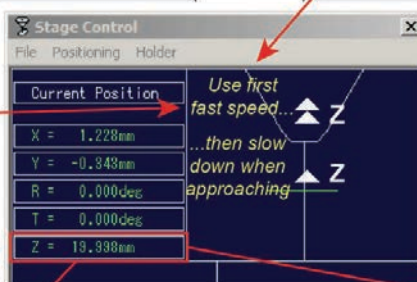 Stage Control
File Positioning Holder
Current Position
X = 1.228mm
Y = -0.343mm
R = 0.000deg
T = 0.000deg
Z = 19.998mm
Use first
fast speed...
Z
...then slow
down when
approaching
Z